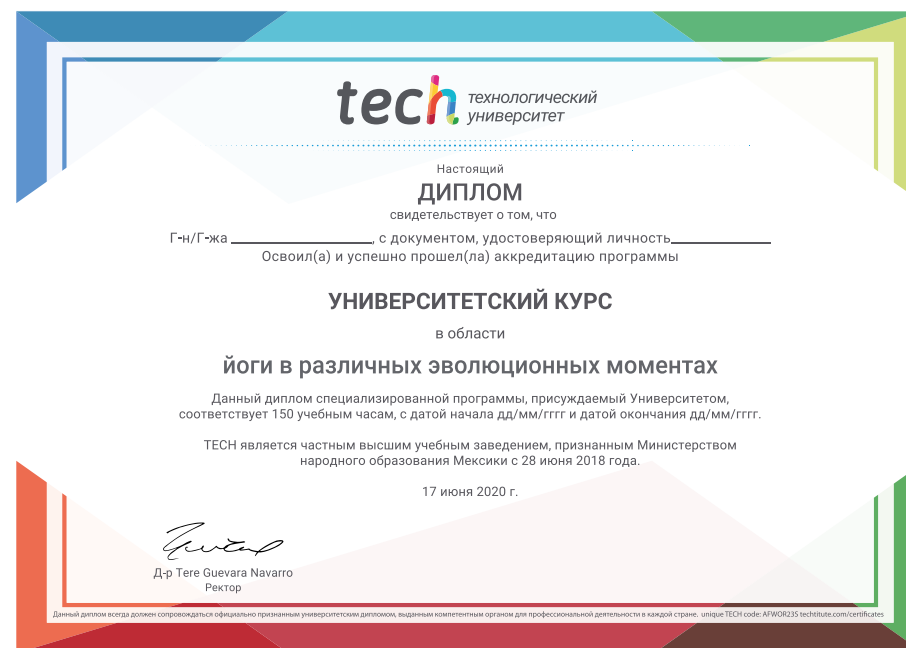 tech технологический
университет
Настоящий
ДИПЛОМ
свидетельствует о том, что
Г-н/Г-жа ____________, с документом, удостоверяющий личность____________
Освоил(а) и успешно прошел(ла) аккредитацию программы
УНИВЕРСИТЕТСКИЙ КУРС
в области
йоги в различных эволюционных моментах
Данный диплом специализированной программы, присуждаемый Университетом,
соответствует 150 учебным часам, с датой начала дд/мм/гггг и датой окончания дд/мм/гггг.
TECH является частным высшим учебным заведением, признанным Министерством
народного образования Мексики с 28 июня 2018 года.
17 июня 2020 г.
Д-р Tere Guevara Navarro
Ректор
Данный диплом всегда должен сопровождаться официально признанным университетским дипломом, выданным компетентным органом для профессиональной деятельности в каждой стране. unique TECH code: AFWOR23S techtitute.com/certificates